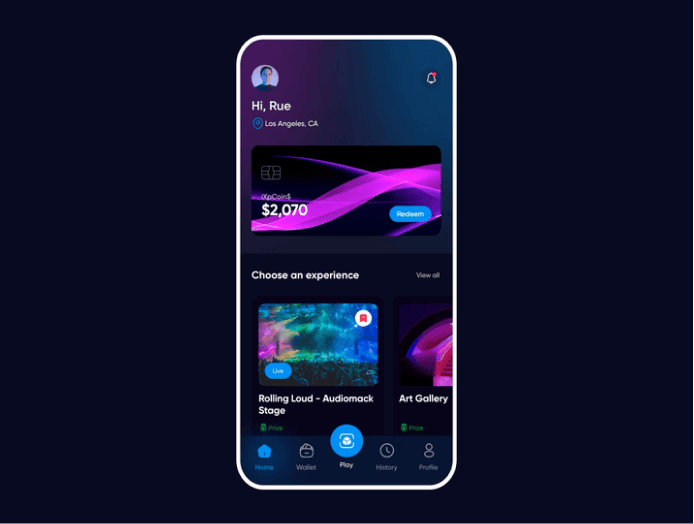 Hi, Rue
Los Angeles, CA
iXpCoin$
$2,070
Redeem
Choose an experience
View all
Live
Rolling Loud - Audiomack
Stage
Prize
Art Gallery
Prize
Home
Wallet
Play
History
Profile